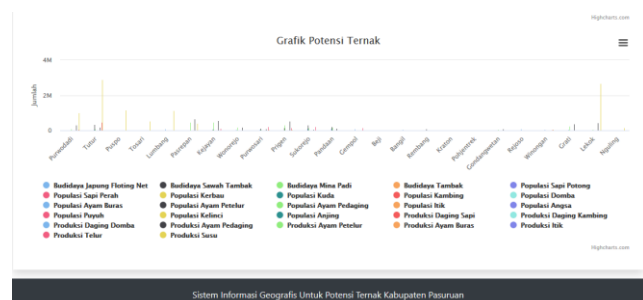 Highcharts.com
Grafik Potensi Ternak
4M
2M
0
Jumlah
Purwodadi Tutur Puspo Tosari Lumbang Pasrepan Kejayan Wonorejo Purwosari Prigen Sukorejo Pandaan Gempol Beji Bangil Rembang Kraton Pohjentrek Gondangwetan Rejoso Winongan Grati Lekok Nguling
Budidaya Japung Floting Net Budidaya Sawah Tambak Budidaya Mina Padi Budidaya Tambak Populasi Sapi Potong
Populasi Sapi Perah Populasi Kerbau Populasi Kuda Populasi Kambing Populasi Domba
Populasi Ayam Buras Populasi Ayam Petelur Populasi Ayam Pedaging Populasi Itik Populasi Angsa
Populasi Puyuh Populasi Kelinci Populasi Anjing Produksi Daging Sapi Produksi Daging Kambing
Produksi Daging Domba Produksi Ayam Pedaging Produksi Ayam Petelur Produksi Ayam Buras Produksi Itik
Produksi Telur Produksi Susu
Highcharts.com
Sistem Informasi Geografis Untuk Potensi Ternak Kabupaten Pasuruan